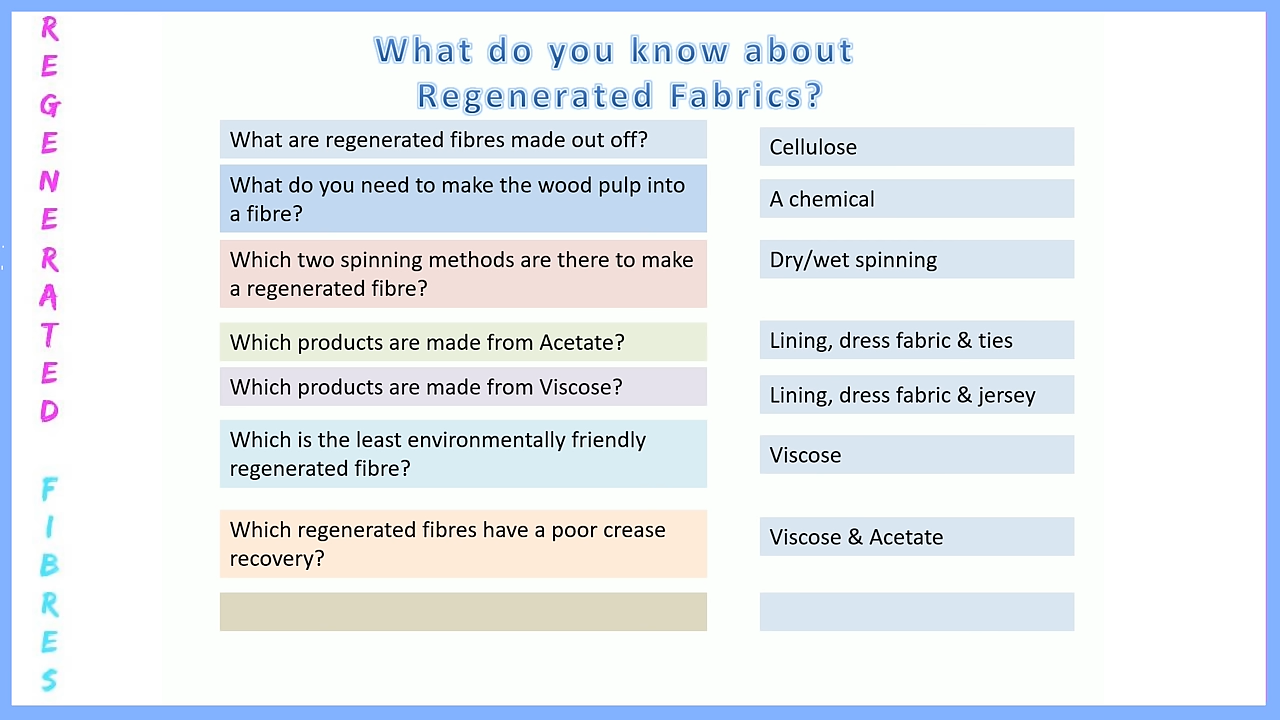 REGENERATED FIBRES
What do you know about
Regenerated Fabrics?
What are regenerated fibres made out off?
Cellulose
What do you need to make the wood pulp into
a fibre?
A chemical
Which two spinning methods are there to make
a regenerated fibre?
Dry/wet spinning
Which products are made from Acetate?
Lining, dress fabric & ties
Which products are made from Viscose?
Lining, dress fabric & jersey
Which is the least environmentally friendly
regenerated fibre?
Viscose
Which regenerated fibres have a poor crease
recovery?
Viscose & Acetate